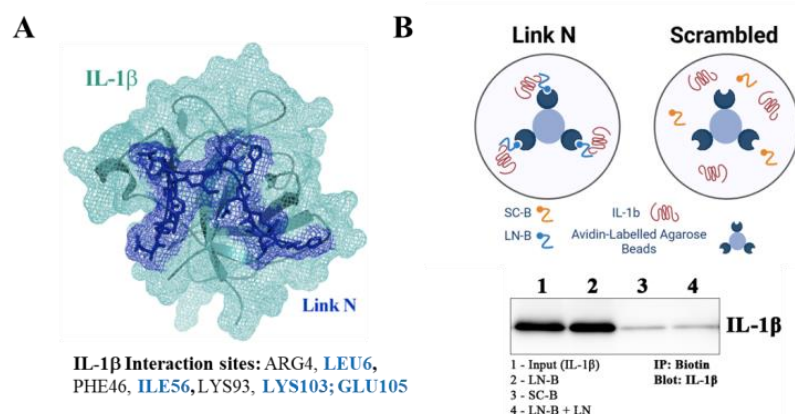 A
IL-1β
Link N
IL-1β Interaction sites: ARG4, LEU6,
PHE46, ILE56, LYS93, LYS103; GLU105
B
Link N Scrambled
SC-B IL-1b
LN-B Avidin-Labelled Agarose
Beads
1 2 3 4
IL-1β
1 - Input (IL-1β) IP: Biotin
2 - LN-B Blot: IL-1β
3 - SC-B
4 - LN-B + LN